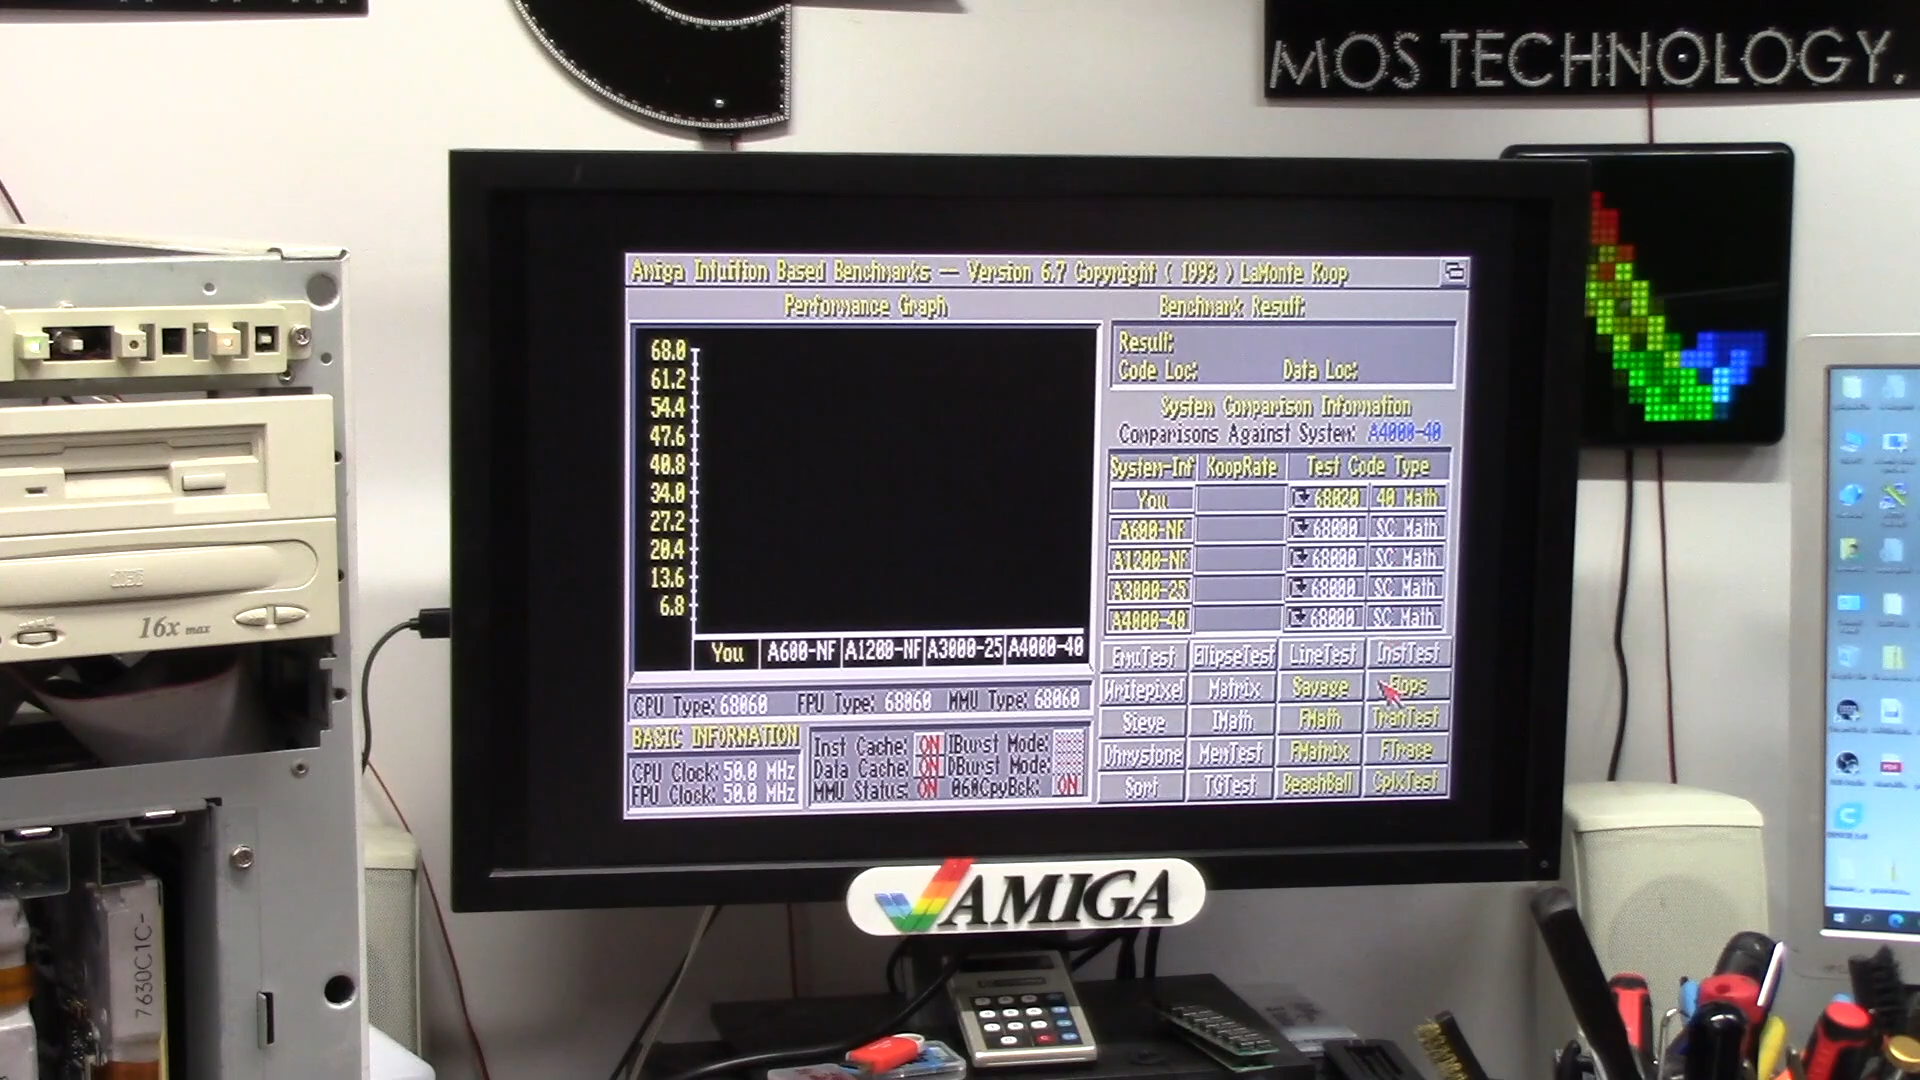 MOS TECHNOLOGY.
Amiga Intuition Based Benchmarks -- Version 6.7 Copyright ( 1993 ) LaMonte Koop
Performance Graph
68.0
61.2
54.4
47.6
40.8
34.0
27.2
20.4
13.6
6.8
You A600-NF A1200-NF A3000-25 A4000-40
CPU Type: 68060 FPU Type: 68060 MMU Type: 68060
BASIC INFORMATION
CPU Clock: 50.0 MHz
FPU Clock: 50.0 MHz
Inst Cache: ON IBurst Mode:
Data Cache: ON DBurst Mode:
MMU Status: ON 060CpyBck: ON
Benchmark Result:
Result:
Code Loc: Data Loc:
System Comparison Information
Comparisons Against System: A4000-40
System-Inf KoopRate Test Code Type
You 68020 40 Math
A600-NF 68000 SC Math
A1200-NF 68000 SC Math
A3000-25 68000 SC Math
A4000-40 68000 SC Math
EmuTest EllipseTest LineTest InstTest
Writepixel Matrix Savage Flops
Sieve IMath FMath TranTest
Dhrystone MemTest FMatrix FTrace
Sort TGTest BeachBall CplxTest
AMIGA
16x max
7630C1C-